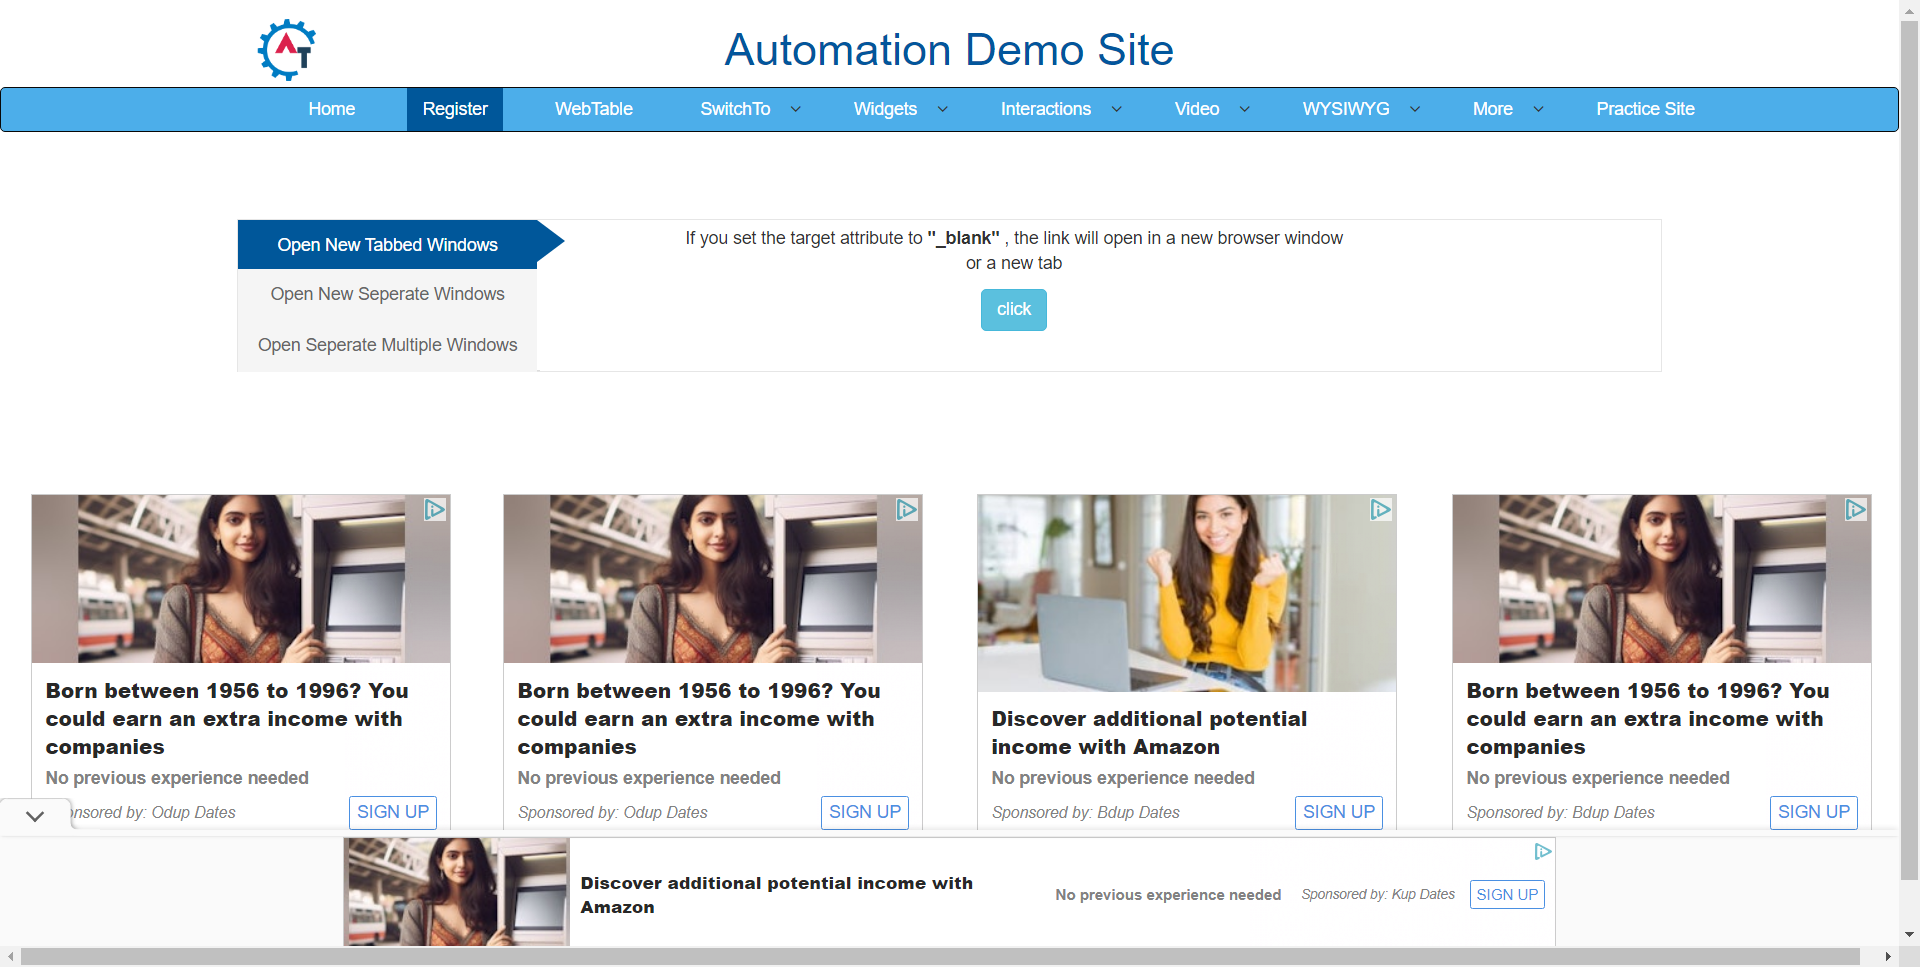 AT
Automation Demo Site
Home Register WebTable SwitchTo Widgets Interactions Video WYSIWYG More Practice Site
Open New Tabbed Windows
Open New Seperate Windows
Open Seperate Multiple Windows
If you set the target attribute to "_blank" , the link will open in a new browser window
or a new tab
click
Born between 1956 to 1996? You
could earn an extra income with
companies
No previous experience needed
onsored by: Odup Dates SIGN UP
Born between 1956 to 1996? You
could earn an extra income with
companies
No previous experience needed
Sponsored by: Odup Dates SIGN UP
Discover additional potential
income with Amazon
No previous experience needed
Sponsored by: Bdup Dates SIGN UP
Born between 1956 to 1996? You
could earn an extra income with
companies
No previous experience needed
Sponsored by: Bdup Dates SIGN UP
Discover additional potential income with
Amazon
No previous experience needed Sponsored by: Kup Dates SIGN UP